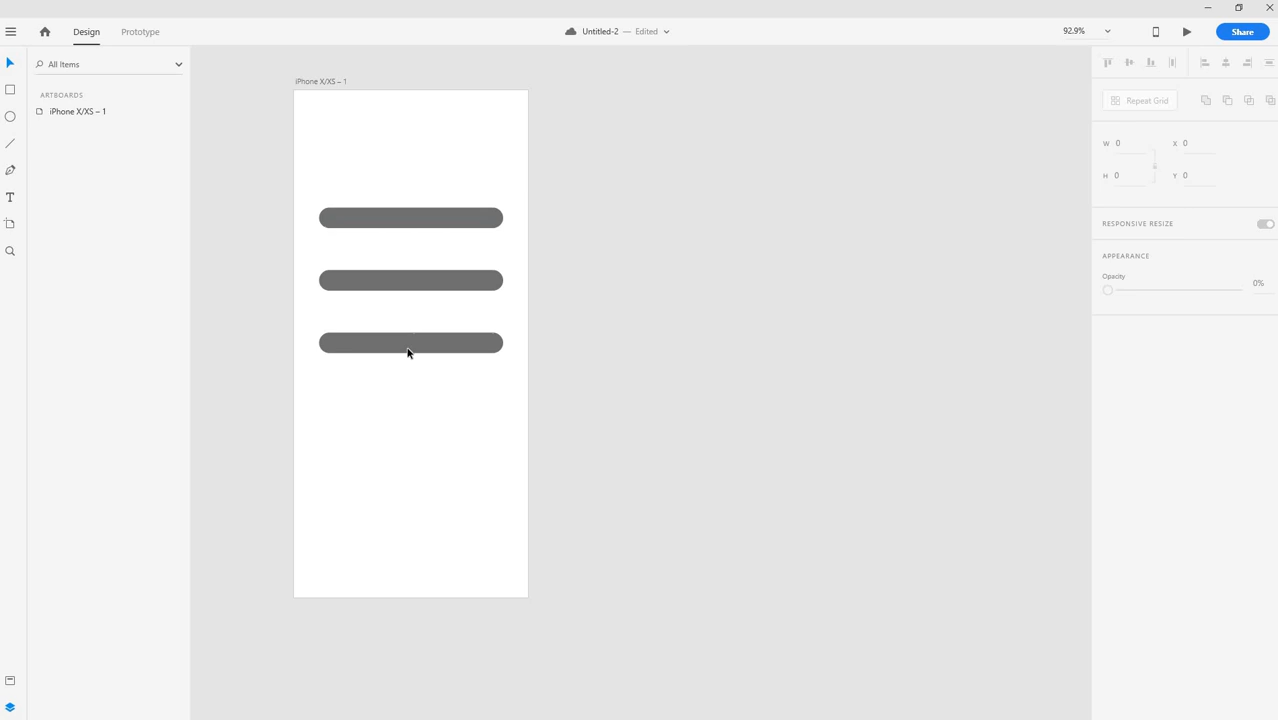 Design Prototype Untitled-2 — Edited 92.9% Share
All Items
ARTBOARDS
iPhone X/XS – 1
iPhone X/XS – 1
Repeat Grid
W 0 X 0
H 0 Y 0
RESPONSIVE RESIZE
APPEARANCE
Opacity
0%